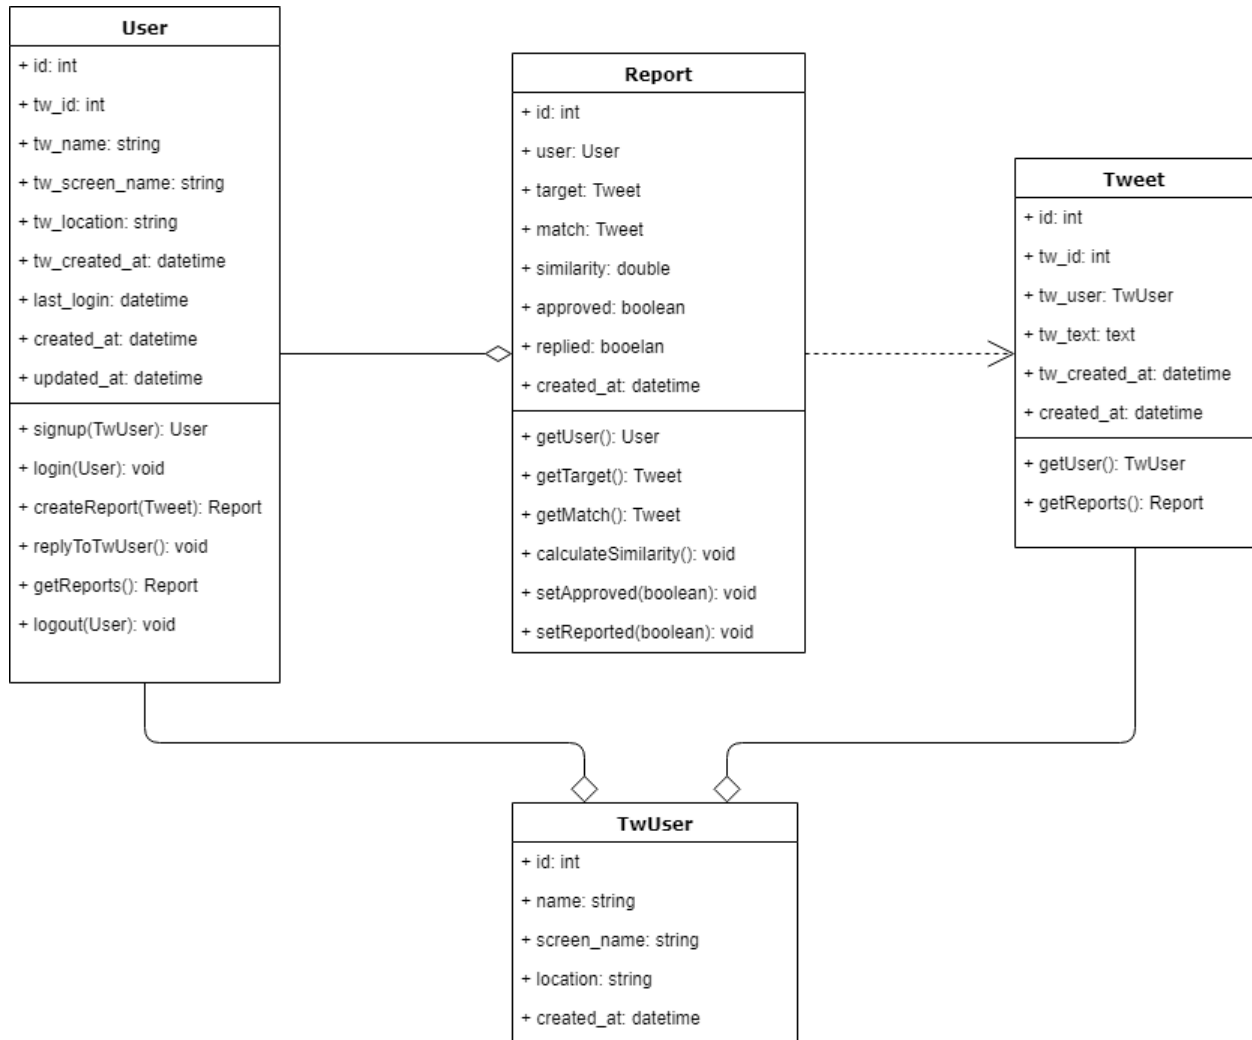 User
+ id: int
+ tw_id: int
+ tw_name: string
+ tw_screen_name: string
+ tw_location: string
+ tw_created_at: datetime
+ last_login: datetime
+ created_at: datetime
+ updated_at: datetime
+ signup(TwUser): User
+ login(User): void
+ createReport(Tweet): Report
+ replyToTwUser(): void
+ getReports(): Report
+ logout(User): void
Report
+ id: int
+ user: User
+ target: Tweet
+ match: Tweet
+ similarity: double
+ approved: boolean
+ replied: booelan
+ created_at: datetime
+ getUser(): User
+ getTarget(): Tweet
+ getMatch(): Tweet
+ calculateSimilarity(): void
+ setApproved(boolean): void
+ setReported(boolean): void
Tweet
+ id: int
+ tw_id: int
+ tw_user: TwUser
+ tw_text: text
+ tw_created_at: datetime
+ created_at: datetime
+ getUser(): TwUser
+ getReports(): Report
TwUser
+ id: int
+ name: string
+ screen_name: string
+ location: string
+ created_at: datetime